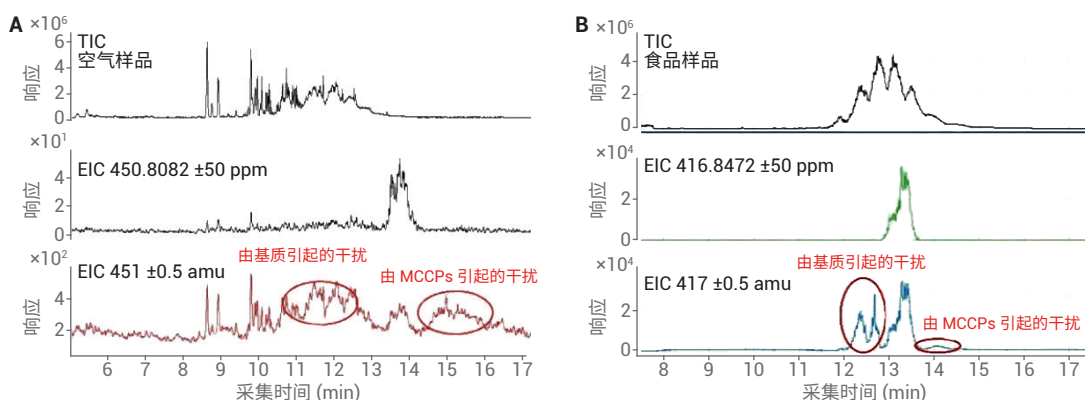 A
×10⁶
TIC
空气样品
6
4
2
0
响应
×10¹
EIC 450.8082 ±50 ppm
4
2
0
响应
×10²
EIC 451 ±0.5 amu
由基质引起的干扰
由 MCCPs 引起的干扰
4
2
响应
6 7 8 9 10 11 12 13 14 15 16 17
采集时间 (min)
B
×10⁶
TIC
食品样品
6
4
2
0
响应
×10⁴
EIC 416.8472 ±50 ppm
2
0
响应
×10⁴
EIC 417 ±0.5 amu
由基质引起的干扰
由 MCCPs 引起的干扰
2
0
响应
8 9 10 11 12 13 14 15 16 17
采集时间 (min)